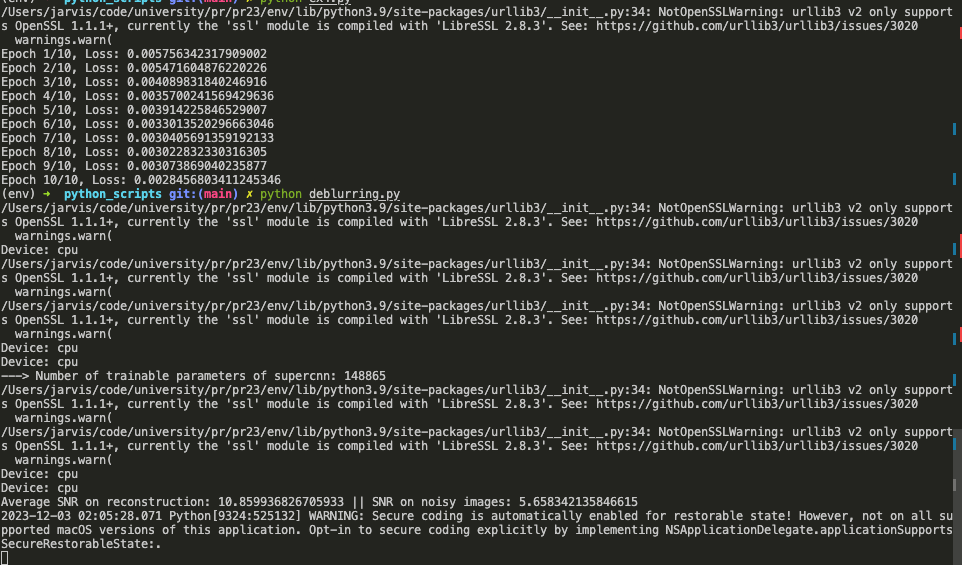 (env) python_scripts git:(main) ✗ python ex4.py
/Users/jarvis/code/university/pr/pr23/env/lib/python3.9/site-packages/urllib3/__init__.py:34: NotOpenSSLWarning: urllib3 v2 only support
s OpenSSL 1.1.1+, currently the 'ssl' module is compiled with 'LibreSSL 2.8.3'. See: https://github.com/urllib3/urllib3/issues/3020
  warnings.warn(
Epoch 1/10, Loss: 0.005756342317909002
Epoch 2/10, Loss: 0.005471604876220226
Epoch 3/10, Loss: 0.004089831840246916
Epoch 4/10, Loss: 0.0035700241569429636
Epoch 5/10, Loss: 0.003914225846529007
Epoch 6/10, Loss: 0.0033013520296663046
Epoch 7/10, Loss: 0.0030405691359192133
Epoch 8/10, Loss: 0.003022832330316305
Epoch 9/10, Loss: 0.003073869040235877
Epoch 10/10, Loss: 0.0028456803411245346
(env) ➜  python_scripts git:(main) ✗ python deblurring.py
/Users/jarvis/code/university/pr/pr23/env/lib/python3.9/site-packages/urllib3/__init__.py:34: NotOpenSSLWarning: urllib3 v2 only support
s OpenSSL 1.1.1+, currently the 'ssl' module is compiled with 'LibreSSL 2.8.3'. See: https://github.com/urllib3/urllib3/issues/3020
  warnings.warn(
Device: cpu
/Users/jarvis/code/university/pr/pr23/env/lib/python3.9/site-packages/urllib3/__init__.py:34: NotOpenSSLWarning: urllib3 v2 only support
s OpenSSL 1.1.1+, currently the 'ssl' module is compiled with 'LibreSSL 2.8.3'. See: https://github.com/urllib3/urllib3/issues/3020
  warnings.warn(
/Users/jarvis/code/university/pr/pr23/env/lib/python3.9/site-packages/urllib3/__init__.py:34: NotOpenSSLWarning: urllib3 v2 only support
s OpenSSL 1.1.1+, currently the 'ssl' module is compiled with 'LibreSSL 2.8.3'. See: https://github.com/urllib3/urllib3/issues/3020
  warnings.warn(
Device: cpu
Device: cpu
---> Number of trainable parameters of supercnn: 148865
/Users/jarvis/code/university/pr/pr23/env/lib/python3.9/site-packages/urllib3/__init__.py:34: NotOpenSSLWarning: urllib3 v2 only support
s OpenSSL 1.1.1+, currently the 'ssl' module is compiled with 'LibreSSL 2.8.3'. See: https://github.com/urllib3/urllib3/issues/3020
  warnings.warn(
/Users/jarvis/code/university/pr/pr23/env/lib/python3.9/site-packages/urllib3/__init__.py:34: NotOpenSSLWarning: urllib3 v2 only support
s OpenSSL 1.1.1+, currently the 'ssl' module is compiled with 'LibreSSL 2.8.3'. See: https://github.com/urllib3/urllib3/issues/3020
  warnings.warn(
Device: cpu
Device: cpu
Average SNR on reconstruction: 10.859936826705933 || SNR on noisy images: 5.658342135846615
2023-12-03 02:05:28.071 Python[9324:525132] WARNING: Secure coding is automatically enabled for restorable state! However, not on all su
pported macOS versions of this application. Opt-in to secure coding explicitly by implementing NSApplicationDelegate.applicationSupports
SecureRestorableState:.